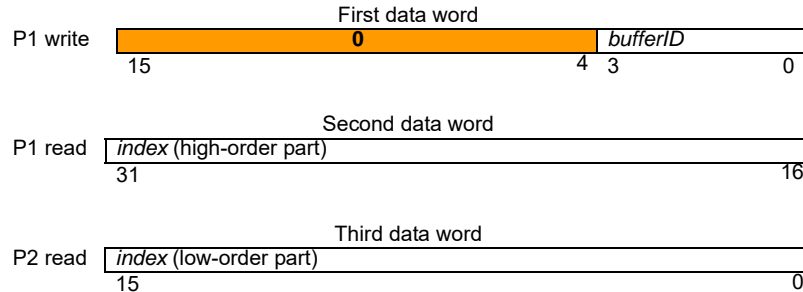 First data word
P1 write 0 bufferID
15 4 3 0
Second data word
P1 read index (high-order part)
31 16
Third data word
P2 read index (low-order part)
15 0